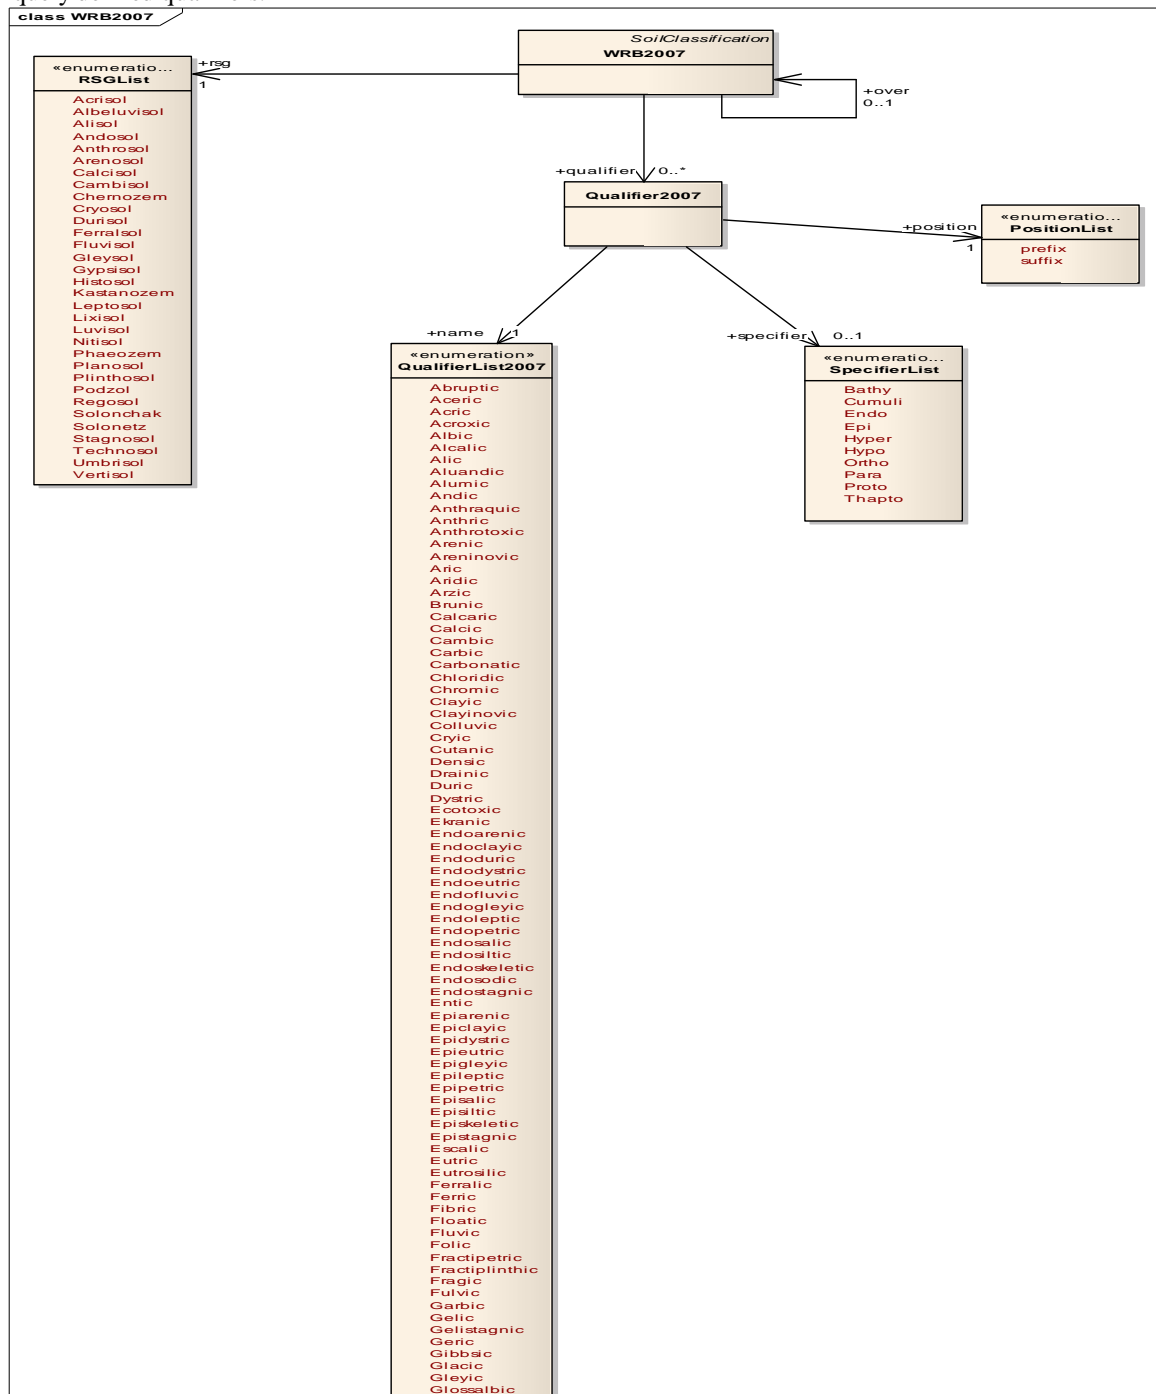 class WRB2007
SoilClassification
WRB2007
«enumeratio...
RSGList
+rsg
1
Acrisol
Albeluvisol
Alisol
Andosol
Anthrosol
Arenosol
Calcisol
Cambisol
Chernozem
Cryosol
Durisol
Ferralsol
Fluvisol
Gleysol
Gypsisol
Histosol
Kastanozem
Leptosol
Lixisol
Luvisol
Nitisol
Phaeozem
Planosol
Plinthosol
Podzol
Regosol
Solonchak
Solonetz
Stagnosol
Technosol
Umbrisol
Vertisol
+over
0..1
+qualifier 0..*
Qualifier2007
+position
1
«enumeratio...
PositionList
prefix
suffix
+name 1
«enumeration»
QualifierList2007
Abruptic
Aceric
Acric
Acroxic
Albic
Alcalic
Alic
Aluandic
Alumic
Andic
Anthraquic
Anthric
Anthrotoxic
Arenic
Areninovic
Aric
Aridic
Arzic
Brunic
Calcaric
Calcic
Cambic
Carbic
Carbonatic
Chloridic
Chromic
Clayic
Clayinovic
Colluvic
Cryic
Cutanic
Densic
Drainic
Duric
Dystric
Ecotoxic
Ekranic
Endoarenic
Endoclayic
Endoduric
Endodystric
Endoeutric
Endofluvic
Endogleyic
Endoleptic
Endopetric
Endosalic
Endosiltic
Endoskeletic
Endosodic
Endostagnic
Entic
Epiarenic
Epiclayic
Epidystric
Epieutric
Epigleyic
Epileptic
Epipetric
Episalic
Episiltic
Episkeletic
Epistagnic
Escalic
Eutric
Eutrosilic
Ferralic
Ferric
Fibric
Floatic
Fluvic
Folic
Fractipetric
Fractiplinthic
Fragic
Fulvic
Garbic
Gelic
Gelistagnic
Geric
Gibbsic
Glacic
Gleyic
Glossalbic
+specifier 0..1
«enumeratio...
SpecifierList
Bathy
Cumuli
Endo
Epi
Hyper
Hypo
Ortho
Para
Proto
Thapto